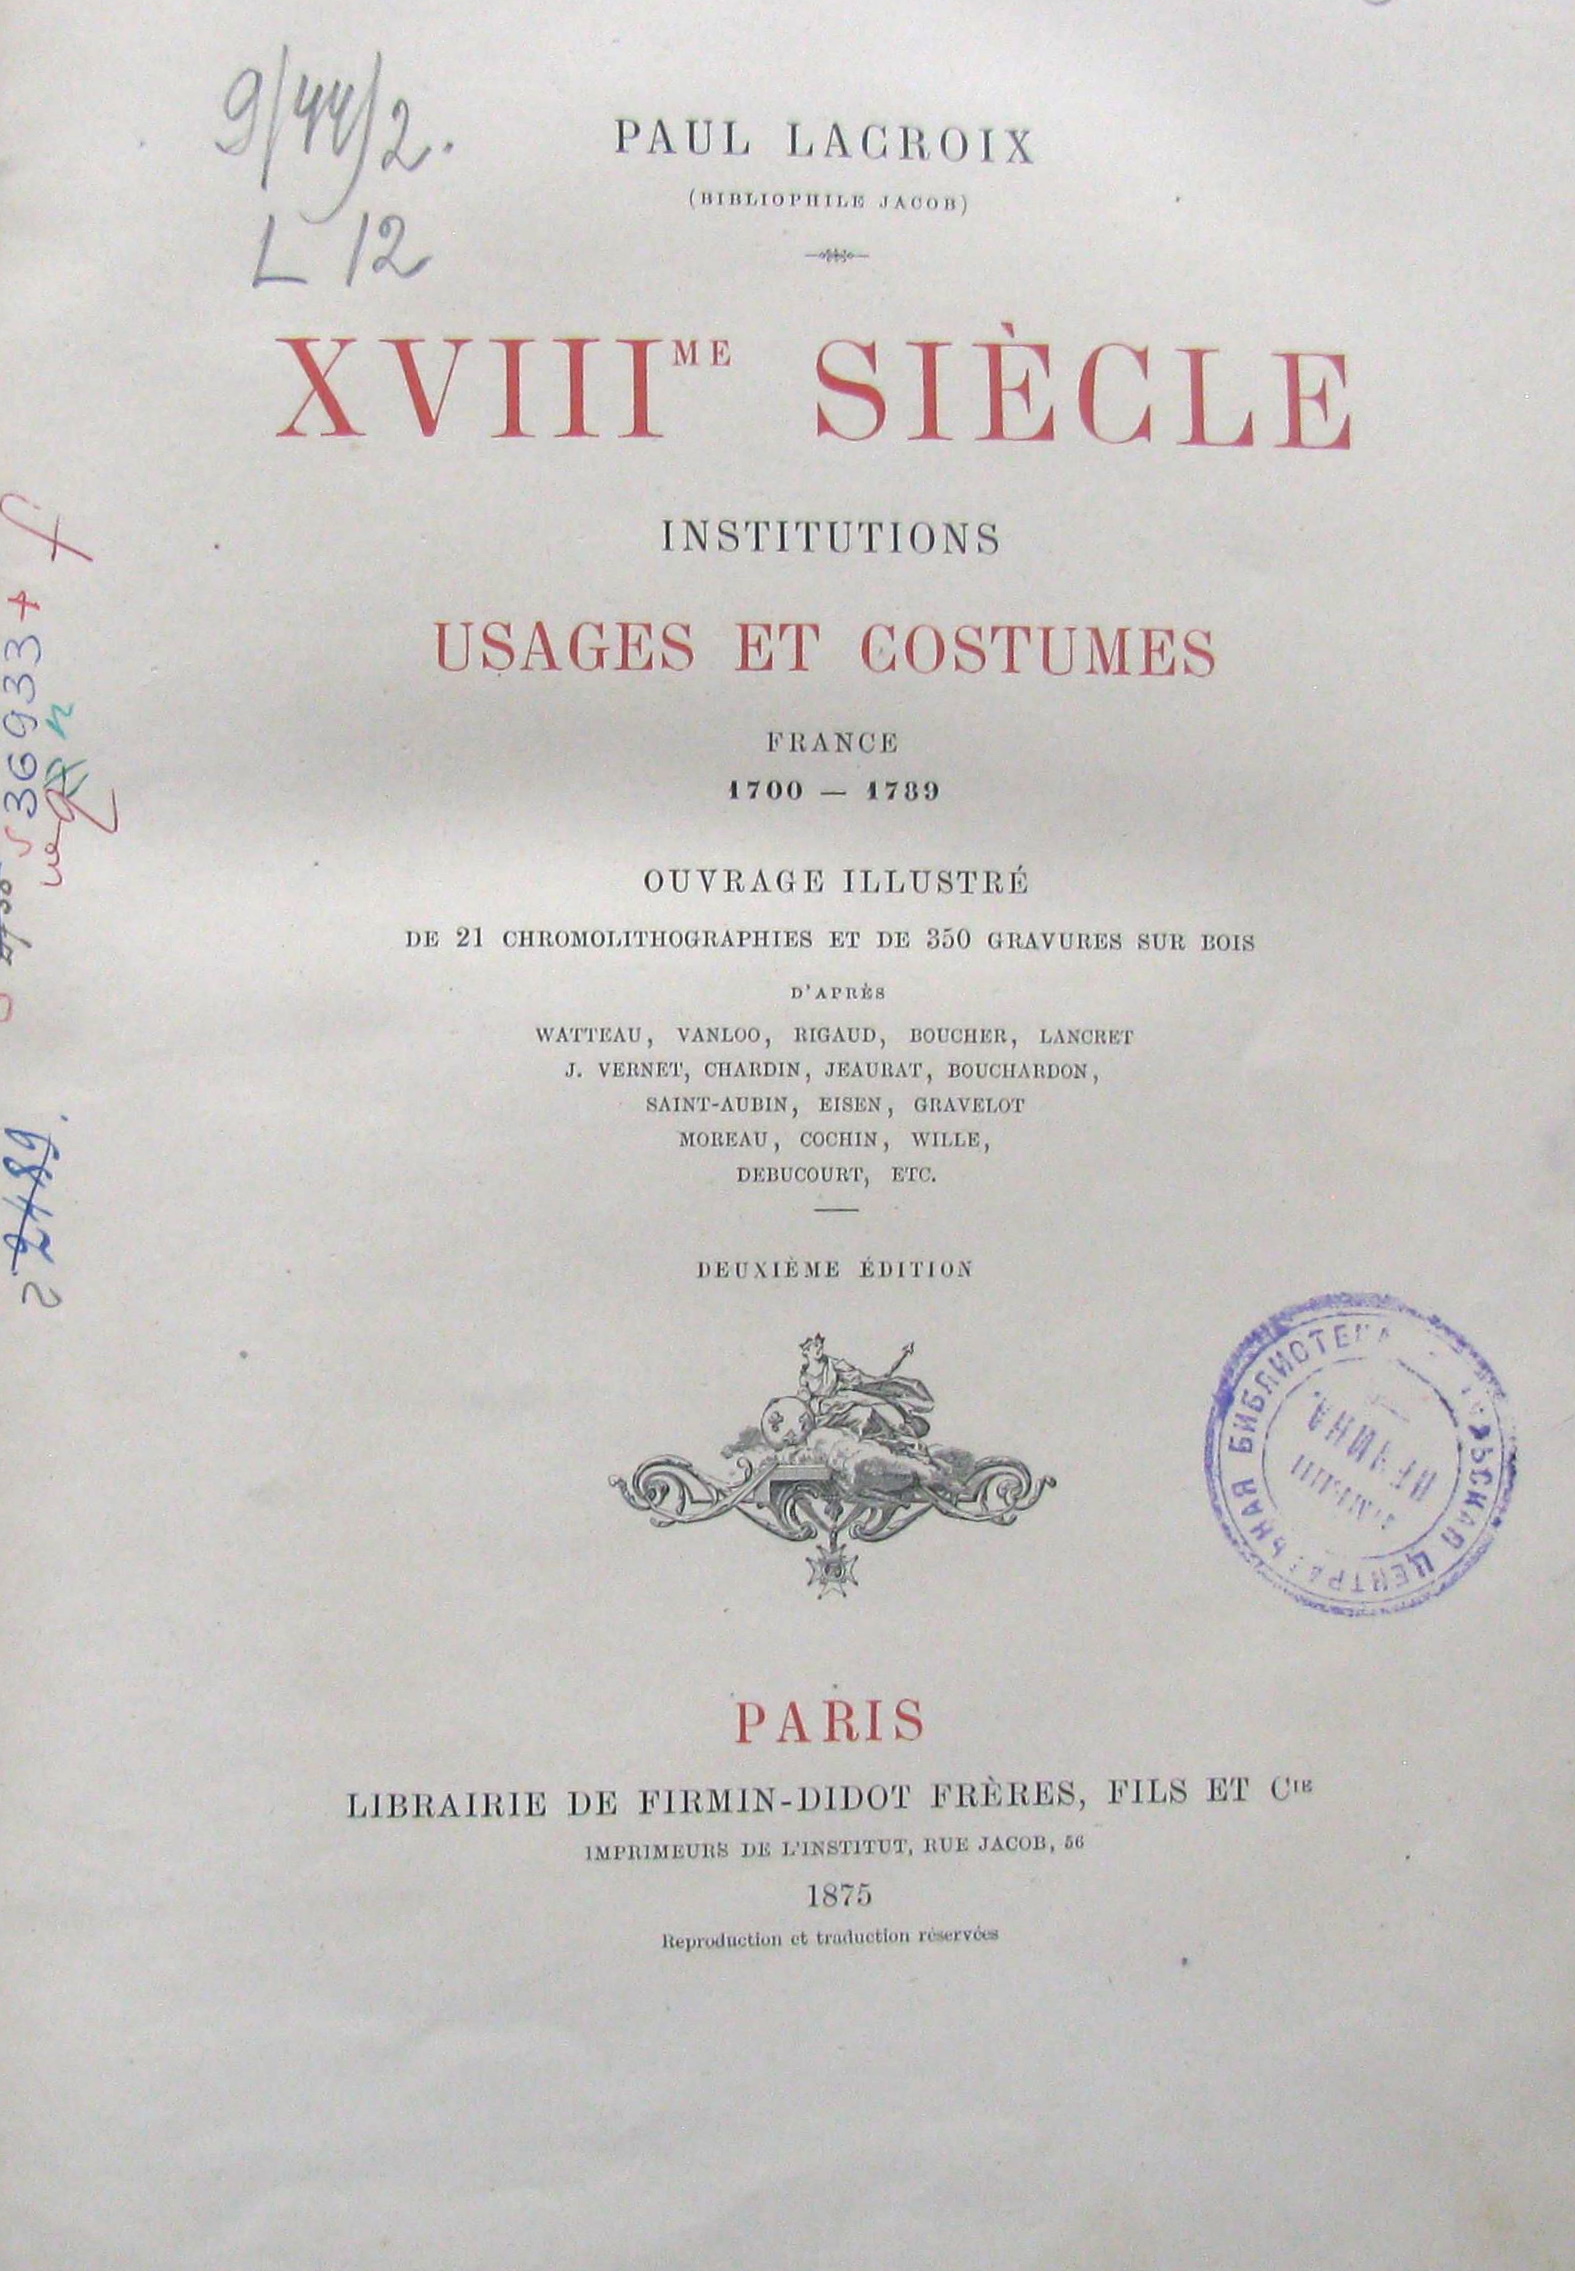 9/44/2.
L 12
PAUL LACROIX
(BIBLIOPHILE JACOB)
XVIIIME SIÈCLE
INSTITUTIONS
USAGES ET COSTUMES
FRANCE
1700 — 1789
OUVRAGE ILLUSTRÉ
DE 21 CHROMOLITHOGRAPHIES ET DE 350 GRAVURES SUR BOIS
D'APRÈS
WATTEAU, VANLOO, RIGAUD, BOUCHER, LANCRET
J. VERNET, CHARDIN, JEAURAT, BOUCHARDON,
SAINT-AUBIN, EISEN, GRAVELOT
MOREAU, COCHIN, WILLE,
DEBUCOURT, ETC.
DEUXIÈME ÉDITION
PARIS
LIBRAIRIE DE FIRMIN-DIDOT FRÈRES, FILS ET CIE
IMPRIMEURS DE L'INSTITUT, RUE JACOB, 56
1875
Reproduction et traduction réservées
36933
2489.
БИБЛИОТЕКА